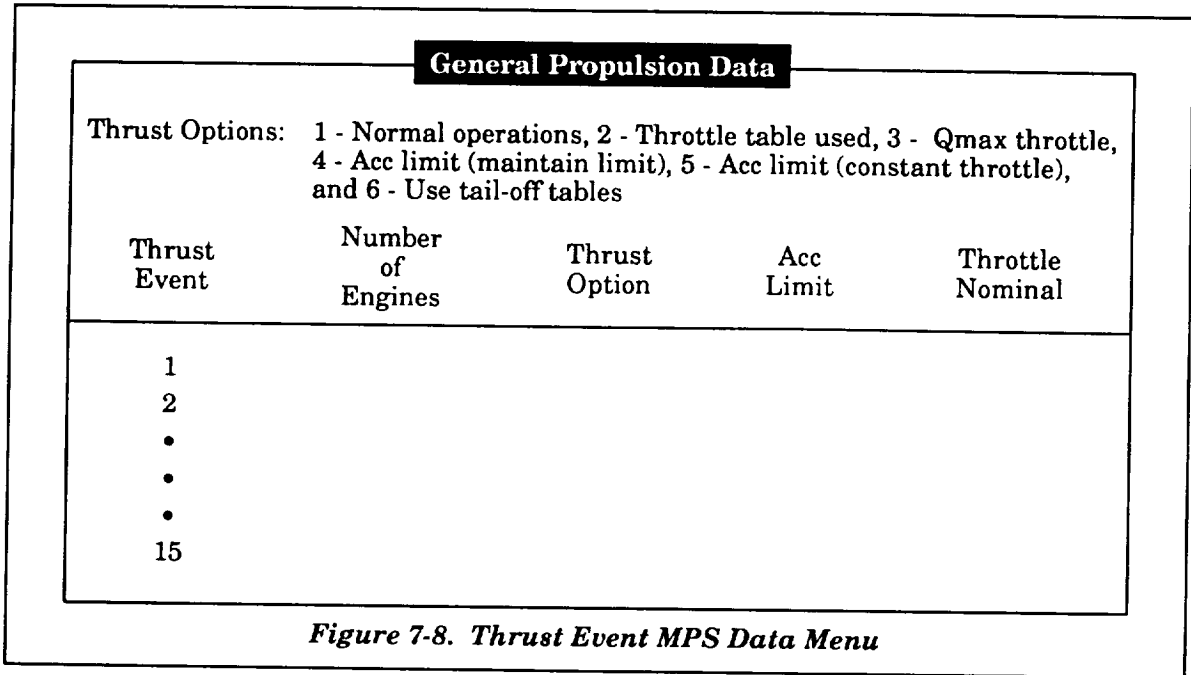 General Propulsion Data
Thrust Options: 1 - Normal operations, 2 - Throttle table used, 3 - Qmax throttle,
4 - Acc limit (maintain limit), 5 - Acc limit (constant throttle),
and 6 - Use tail-off tables
Thrust Event
Number of Engines
Thrust Option
Acc Limit
Throttle Nominal
1
2
•
•
•
15
Figure 7-8. Thrust Event MPS Data Menu